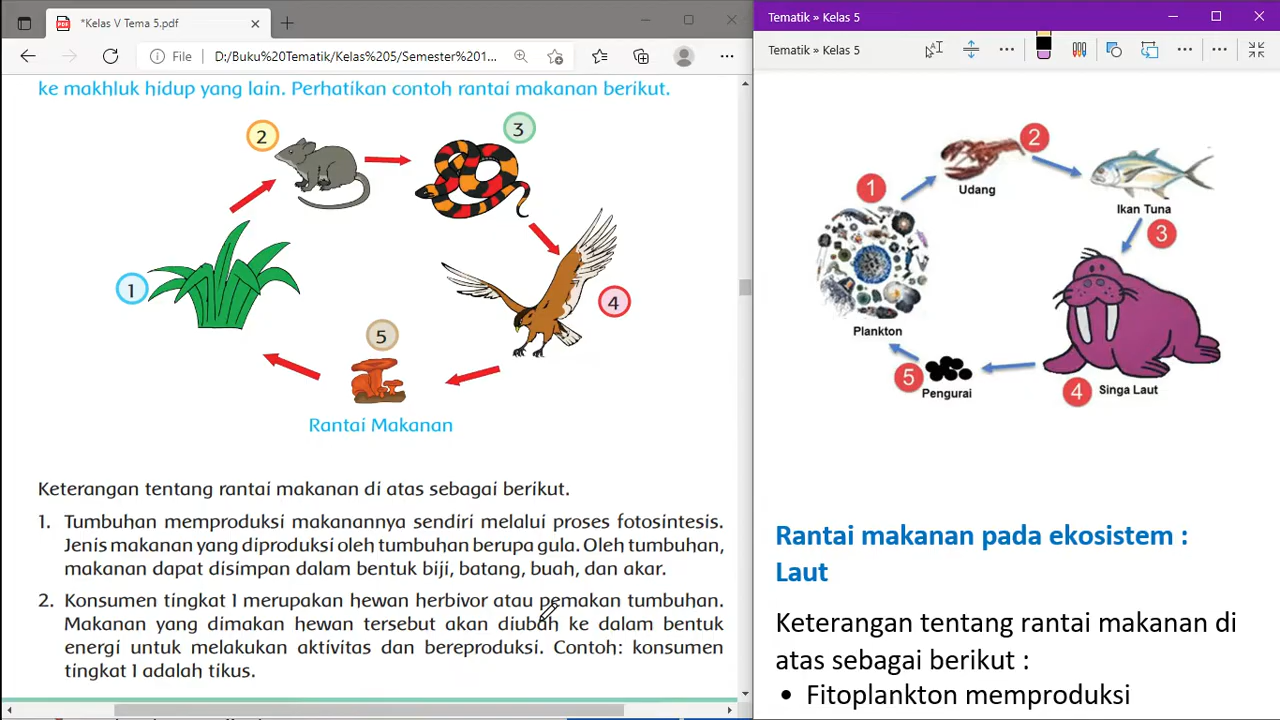 *Kelas V Tema 5.pdf
File
D:/Buku%20Tematik/Kelas%205/Semester%201...
ke makhluk hidup yang lain. Perhatikan contoh rantai makanan berikut.
2
3
1
4
5
Rantai Makanan
Keterangan tentang rantai makanan di atas sebagai berikut.
1. Tumbuhan memproduksi makanannya sendiri melalui proses fotosintesis.
Jenis makanan yang diproduksi oleh tumbuhan berupa gula. Oleh tumbuhan,
makanan dapat disimpan dalam bentuk biji, batang, buah, dan akar.
2. Konsumen tingkat 1 merupakan hewan herbivor atau pemakan tumbuhan.
Makanan yang dimakan hewan tersebut akan diubah ke dalam bentuk
energi untuk melakukan aktivitas dan bereproduksi. Contoh: konsumen
tingkat 1 adalah tikus.
Tematik » Kelas 5
Tematik » Kelas 5
2
Udang
Ikan Tuna
1
3
Plankton
5
Pengurai
4
Singa Laut
Rantai makanan pada ekosistem :
Laut
Keterangan tentang rantai makanan di
atas sebagai berikut :
• Fitoplankton memproduksi